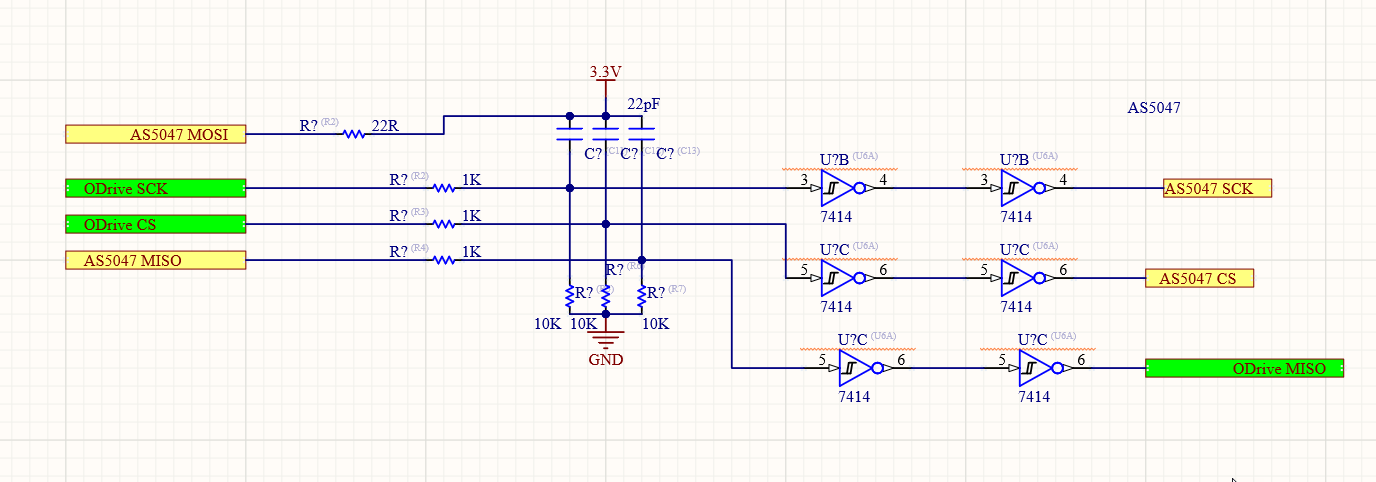 3.3V
22pF
AS5047
AS5047 MOSI
R? (R2)
22R
C?
C?
C? (C13)
ODrive SCK
R? (R2)
1K
U?B (U6A)
3
4
7414
U?B (U6A)
3
4
7414
AS5047 SCK
ODrive CS
R? (R3)
1K
AS5047 MISO
R? (R4)
1K
U?C (U6A)
5
6
7414
U?C (U6A)
5
6
7414
AS5047 CS
R?
R?
R? (R7)
10K
10K
10K
GND
U?C (U6A)
5
6
7414
U?C (U6A)
5
6
7414
ODrive MISO